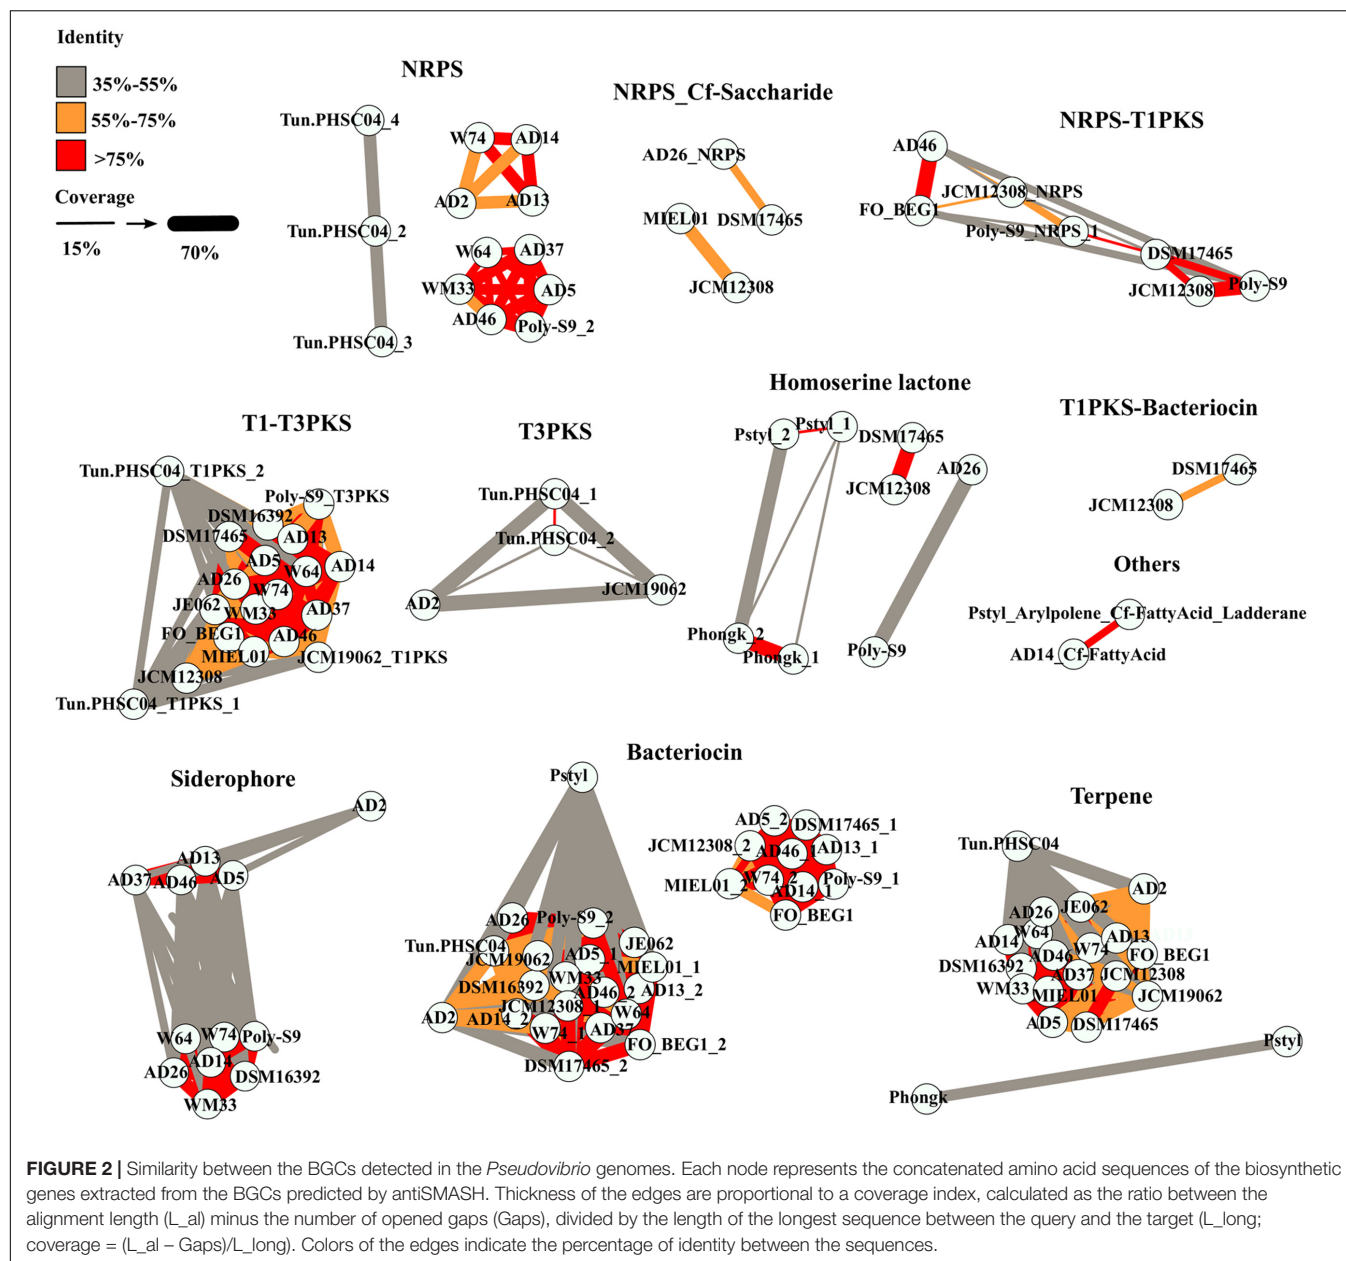 Identity
35%-55%
55%-75%
>75%
Coverage
15%
70%
NRPS
Tun.PHSC04_4
Tun.PHSC04_2
Tun.PHSC04_3
W74
AD14
AD2
AD13
W64
AD37
WM33
AD5
AD46
Poly-S9_2
NRPS_Cf-Saccharide
AD26_NRPS
MIEL01
DSM17465
JCM12308
NRPS-T1PKS
AD46
JCM12308_NRPS
FO_BEG1
Poly-S9_NRPS_1
DSM17465
JCM12308
Poly-S9
T1-T3PKS
Tun.PHSC04_T1PKS_2
Poly-S9_T3PKS
DSM16392
DSM17465
AD13
AD5
W64
AD14
AD26
W74
JE062
WM33
AD37
FO_BEG1
AD46
MIEL01
JCM19062_T1PKS
JCM12308
Tun.PHSC04_T1PKS_1
T3PKS
Tun.PHSC04_1
Tun.PHSC04_2
AD2
JCM19062
Homoserine lactone
Pstyl_2
Pstyl_1
DSM17465
JCM12308
AD26
Phongk_2
Phongk_1
Poly-S9
T1PKS-Bacteriocin
DSM17465
JCM12308
Others
Pstyl_Arylpolene_Cf-FattyAcid_Ladderane
AD14_Cf-FattyAcid
Siderophore
AD2
AD13
AD37
AD46
AD5
W64
W74
Poly-S9
AD14
AD26
DSM16392
WM33
Bacteriocin
Pstyl
AD26
Poly-S9_2
Tun.PHSC04
JCM19062
AD5_1
JE062
MIEL01_1
WM33
DSM16392
AD46_2
AD13_2
JCM12308_1
W64
AD2
AD14_2
W74_1
AD37
FO_BEG1_2
DSM17465_2
AD5_2
DSM17465_1
JCM12308_2
AD46_1
AD13_1
MIEL01_2
W74_2
Poly-S9_1
AD14_1
FO_BEG1
Terpene
Tun.PHSC04
AD2
AD26
JE062
W64
AD14
AD13
W74
AD46
FO_BEG1
DSM16392
AD37
JCM12308
WM33
MIEL01
JCM19062
AD5
DSM17465
Pstyl
Phongk
FIGURE 2 | Similarity between the BGCs detected in the Pseudovibrio genomes. Each node represents the concatenated amino acid sequences of the biosynthetic
genes extracted from the BGCs predicted by antiSMASH. Thickness of the edges are proportional to a coverage index, calculated as the ratio between the
alignment length (L_al) minus the number of opened gaps (Gaps), divided by the length of the longest sequence between the query and the target (L_long;
coverage = (L_al – Gaps)/L_long). Colors of the edges indicate the percentage of identity between the sequences.